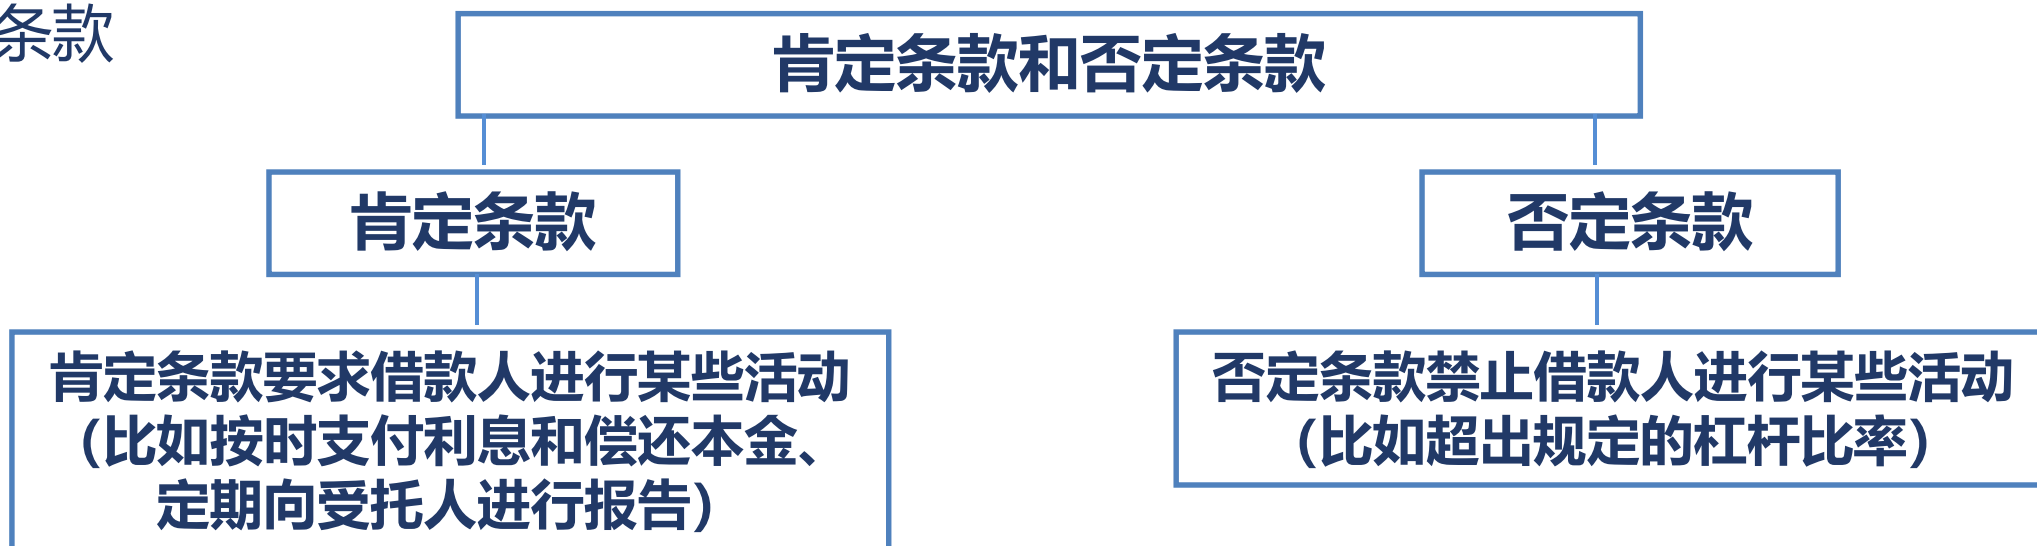 条款
肯定条款和否定条款
肯定条款
否定条款
肯定条款要求借款人进行某些活动
（比如按时支付利息和偿还本金、
定期向受托人进行报告）
否定条款禁止借款人进行某些活动
（比如超出规定的杠杆比率）